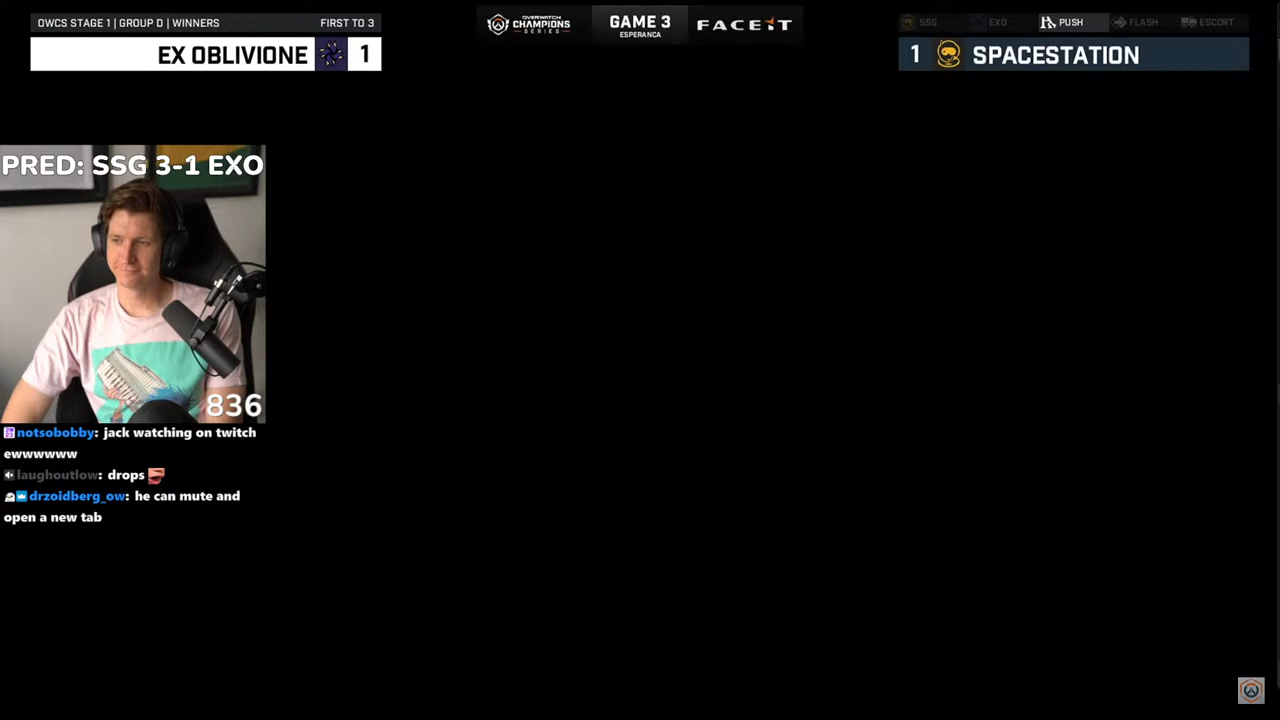 OWCS STAGE 1 | GROUP D | WINNERS FIRST TO 3
EX OBLIVIONE 1
OVERWATCH CHAMPIONS SERIES
GAME 3
ESPERANCA
FACEIT
SSG EXO PUSH FLASH ESCORT
1 SPACESTATION
PRED: SSG 3-1 EXO
836
notsobobby: jack watching on twitch
ewwwwww
laughoutlow: drops
drzoidberg_ow: he can mute and
open a new tab